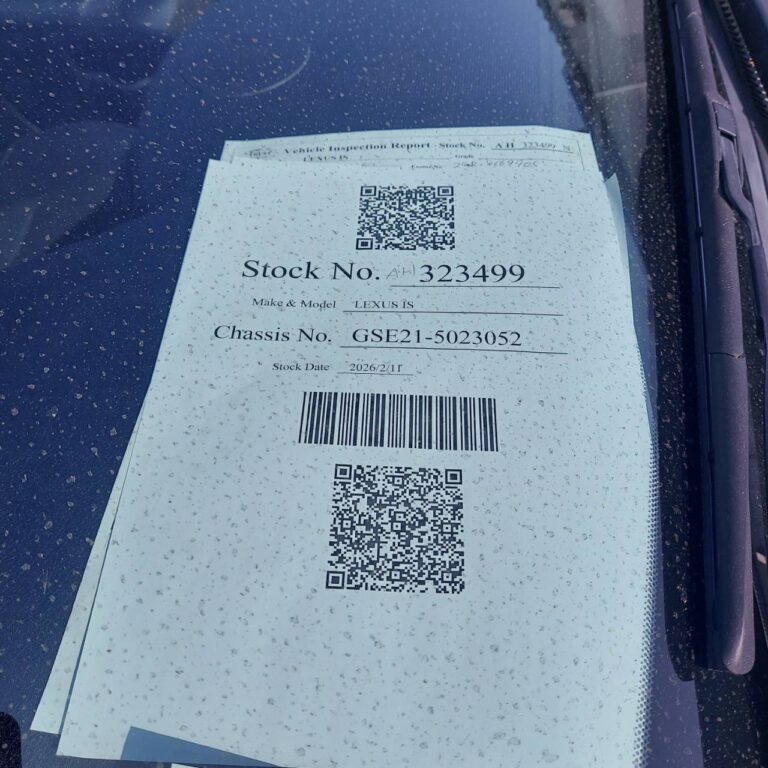 Vehicle Inspection Report - Stock No. AH 323499 N
LEXUS IS Grade
Stock No. AH 323499
Make & Model LEXUS IS
Chassis No. GSE21-5023052
Stock Date 2026/2/11